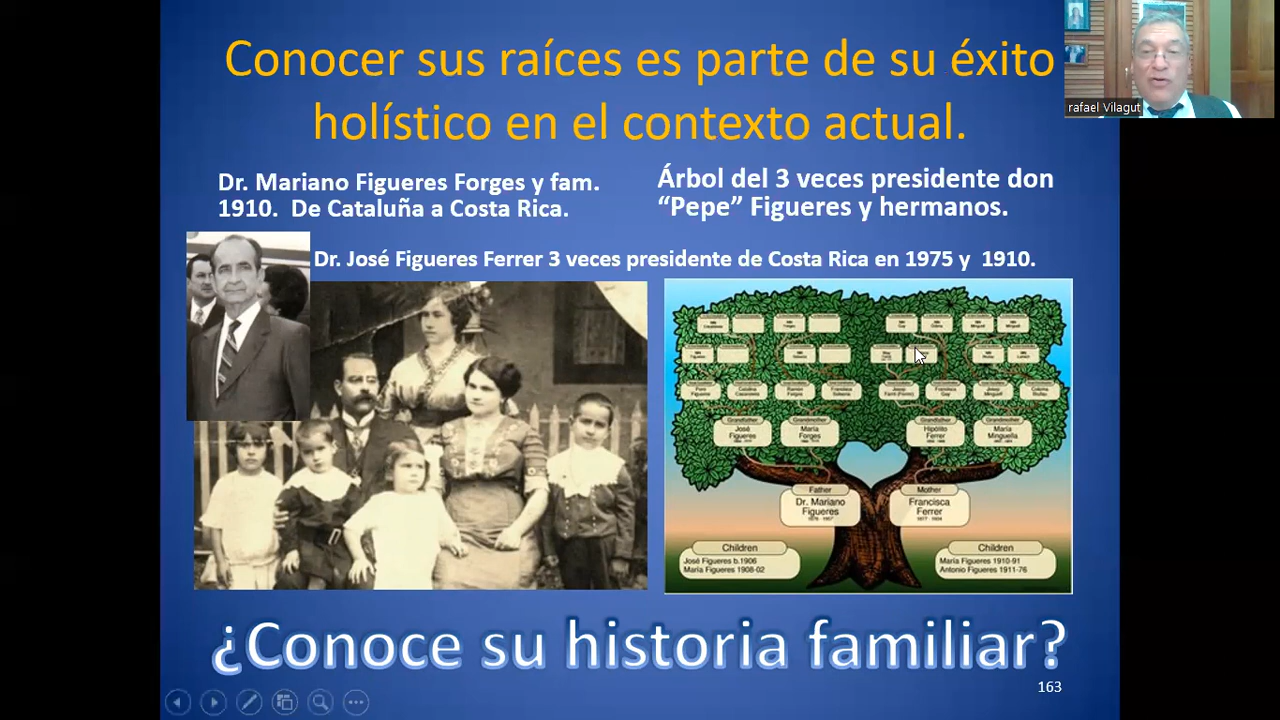 Conocer sus raíces es parte de su éxito
holístico en el contexto actual.
rafael Vilagut
Dr. Mariano Figueres Forges y fam.
1910. De Cataluña a Costa Rica.
Árbol del 3 veces presidente don
“Pepe” Figueres y hermanos.
Dr. José Figueres Ferrer 3 veces presidente de Costa Rica en 1975 y 1910.
Grandfather
José
Figueres
Grandmother
María
Forges
Grandfather
Hipólito
Ferrer
Grandmother
María
Minguella
Father
Dr. Mariano
Figueres
Mother
Francisca
Ferrer
Children
José Figueres b.1906
María Figueres 1908-02
Children
María Figueres 1910-91
Antonio Figueres 1911-76
¿Conoce su historia familiar?
163